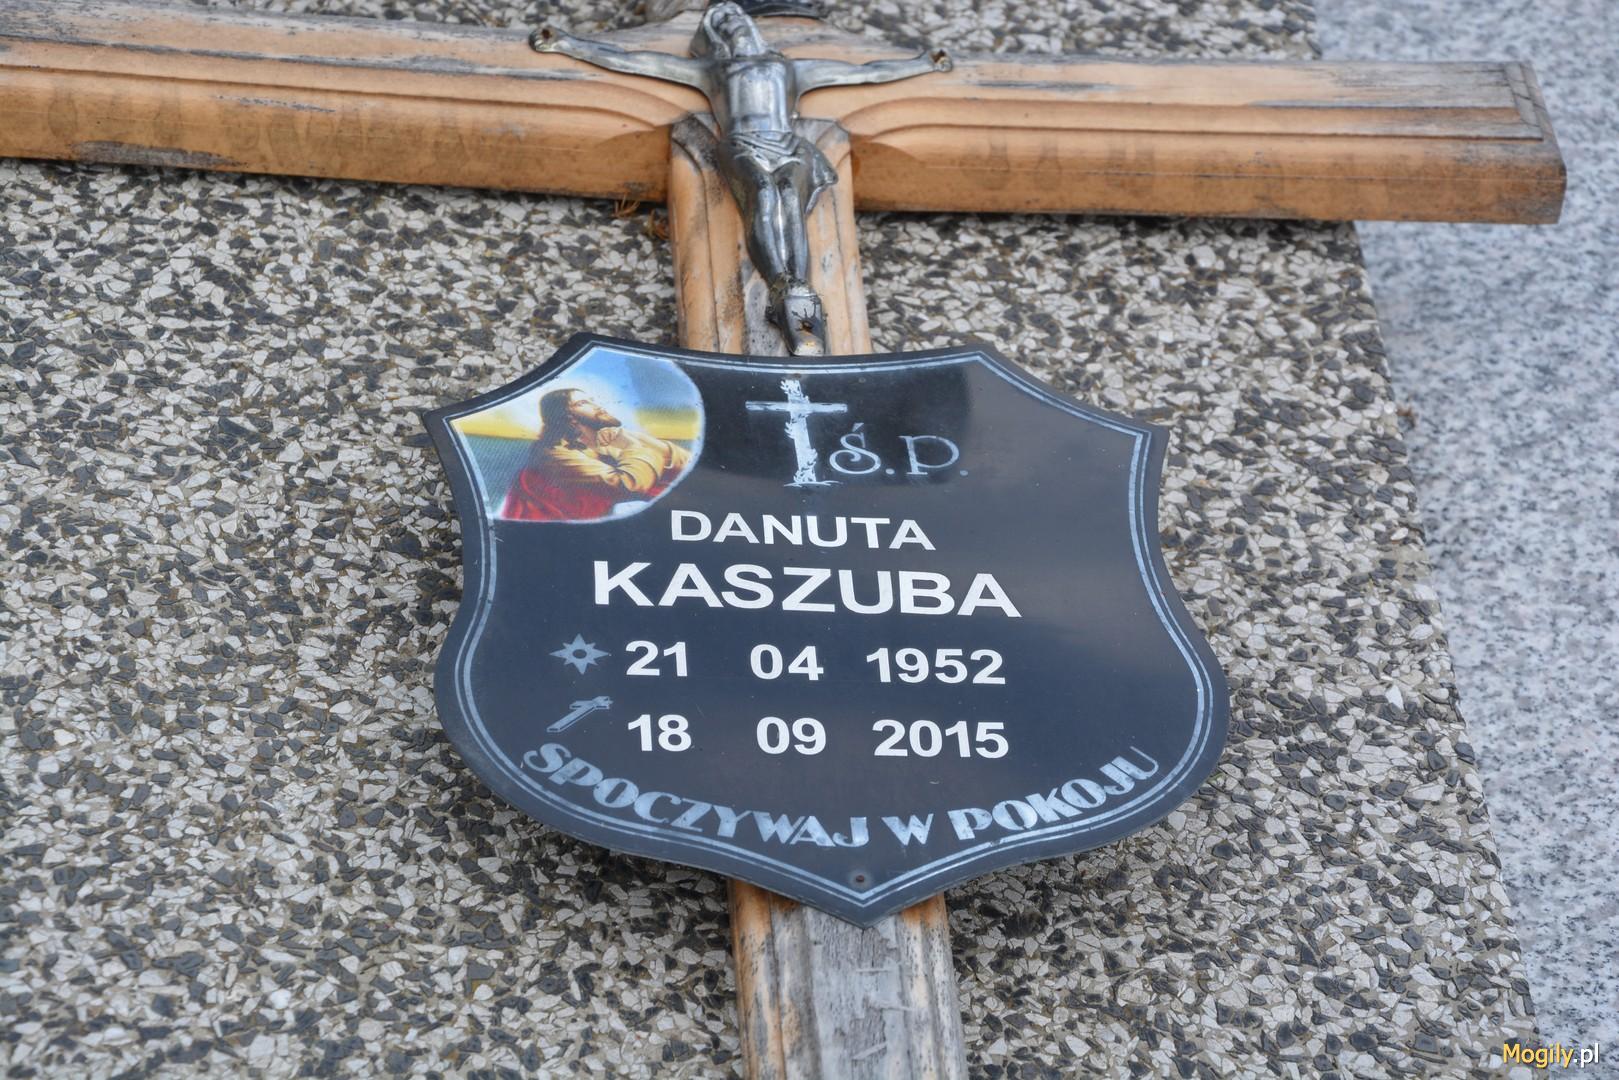 Ś.P.
DANUTA
KASZUBA
21 04 1952
18 09 2015
SPOCZYWAJ W POKOJU
Mogily.pl